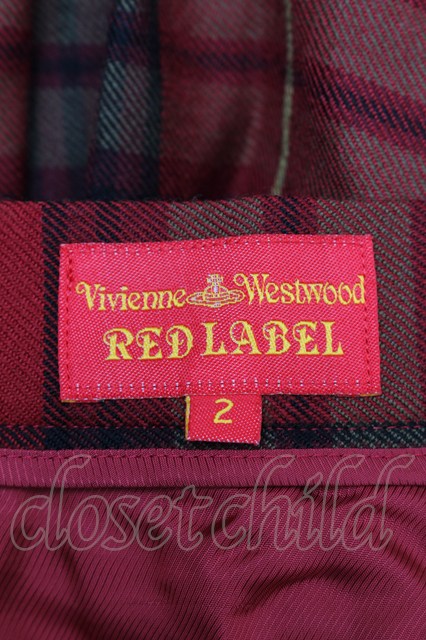 Vivienne Westwood
RED LABEL
2
closetchild